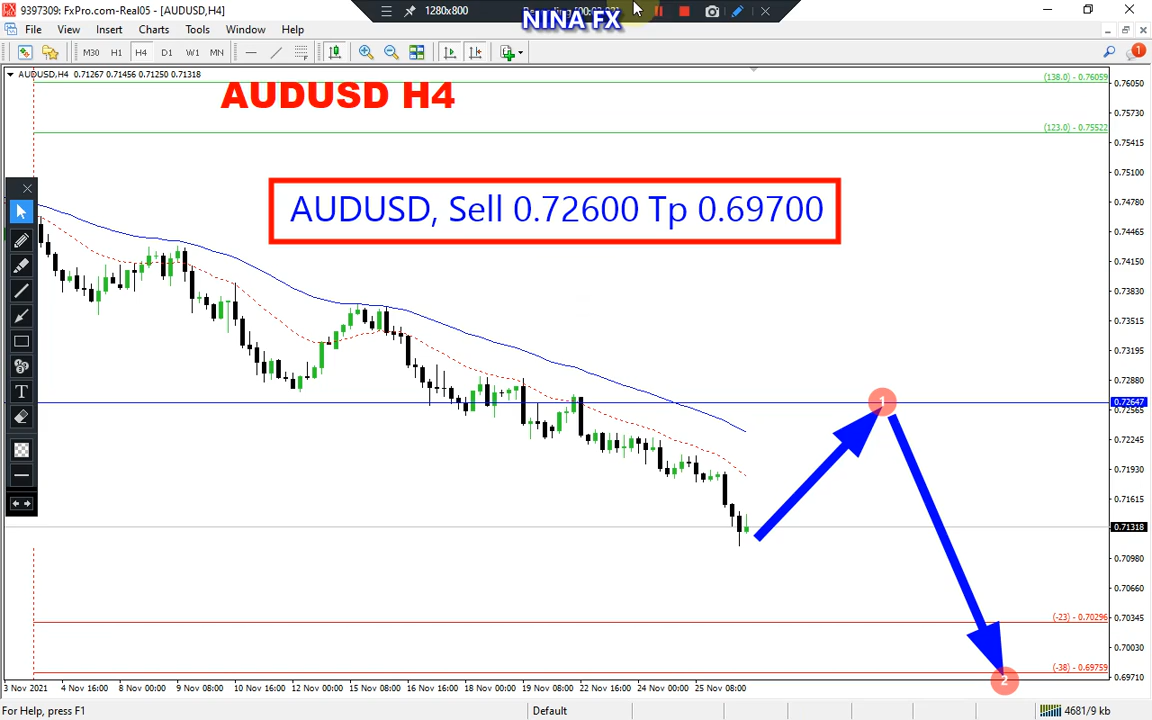 9397309: FxPro.com-Real05 - [AUDUSD,H4]
1280x800
NINA FX
File View Insert Charts Tools Window Help
1
M30 H1 H4 D1 W1 MN
AUDUSD,H4 0.71267 0.71456 0.71250 0.71318
AUDUSD H4
AUDUSD, Sell 0.72600 Tp 0.69700
(138.0) - 0.76059
(123.0) - 0.75522
(-23) - 0.70296
(-38) - 0.69759
1
2
T
0.76050
0.75730
0.75415
0.75100
0.74780
0.74465
0.74150
0.73830
0.73515
0.73195
0.72880
0.72647
0.72565
0.72245
0.71930
0.71615
0.71318
0.70980
0.70660
0.70345
0.70030
0.69710
3 Nov 2021 4 Nov 16:00 8 Nov 00:00 9 Nov 08:00 10 Nov 16:00 12 Nov 00:00 15 Nov 08:00 16 Nov 16:00 18 Nov 00:00 19 Nov 08:00 22 Nov 16:00 24 Nov 00:00 25 Nov 08:00
For Help, press F1
Default
4681/9 kb